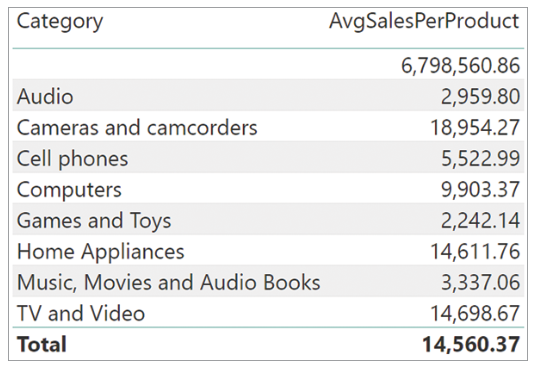 Category AvgSalesPerProduct
6,798,560.86
Audio 2,959.80
Cameras and camcorders 18,954.27
Cell phones 5,522.99
Computers 9,903.37
Games and Toys 2,242.14
Home Appliances 14,611.76
Music, Movies and Audio Books 3,337.06
TV and Video 14,698.67
Total 14,560.37